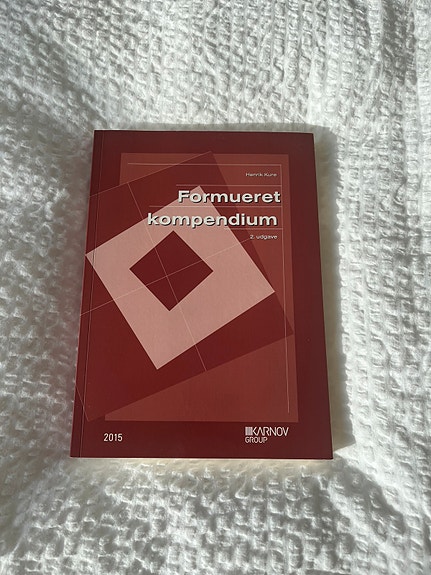 Henrik Kure
Formueret
kompendium
2. udgave
2015
KARNOV
GROUP